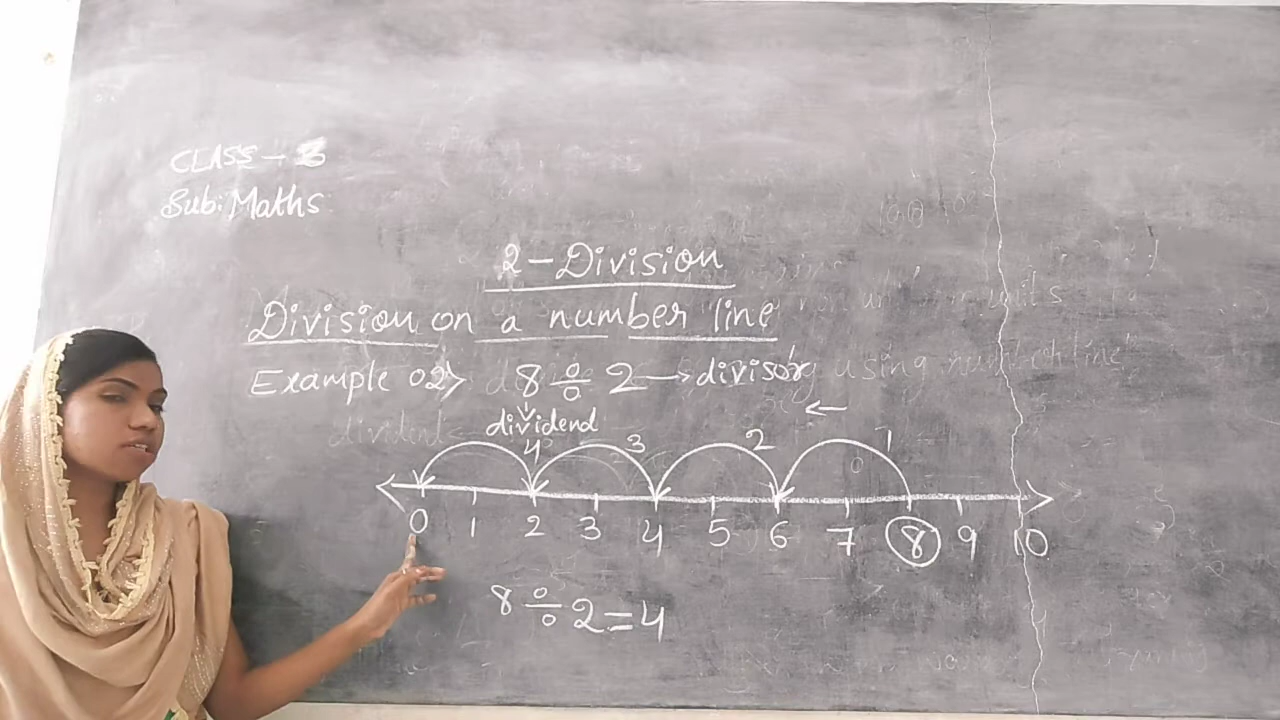 CLASS - 3
Sub: Maths
2 - Division
Division on a number line
Example 02> 8 ÷ 2 → divisor
dividend
4 3 2 1
0 1 2 3 4 5 6 7 8 9 10
8 ÷ 2 = 4